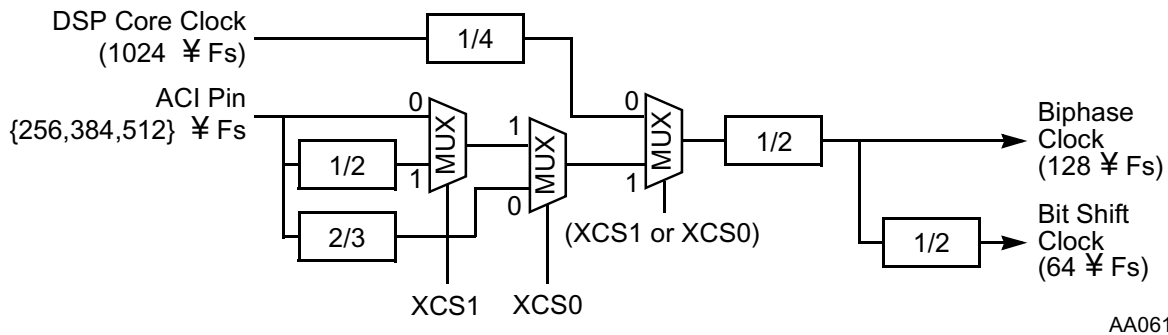 DSP Core Clock
(1024 ¥ Fs)
1/4
ACI Pin
{256,384,512} ¥ Fs
0
1
MUX
1/2
2/3
1
0
MUX
0
1
MUX
(XCS1 or XCS0)
1/2
Biphase
Clock
(128 ¥ Fs)
1/2
Bit Shift
Clock
(64 ¥ Fs)
XCS1
XCS0
AA061